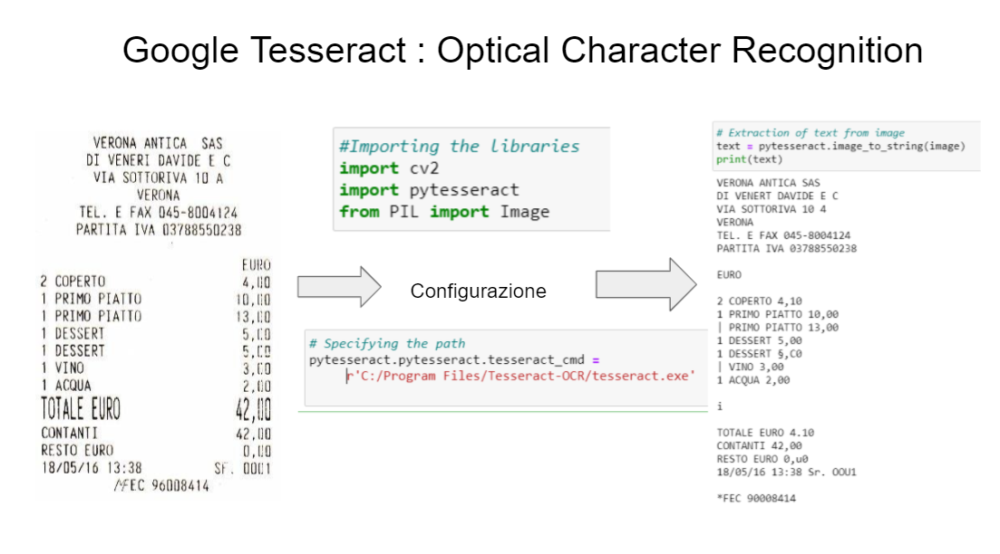 Google Tesseract : Optical Character Recognition
VERONA ANTICA SAS
DI VENERI DAVIDE E C
VIA SOTTORIVA 10 A
VERONA
TEL. E FAX 045-8004124
PARTITA IVA 03788550238
EURO
2 COPERTO 4,00
1 PRIMO PIATTO 10,00
1 PRIMO PIATTO 13,00
1 DESSERT 5,00
1 DESSERT 5,00
1 VINO 3,00
1 ACQUA 2,00
TOTALE EURO 42,00
CONTANTI 42,00
RESTO EURO 0,00
18/05/16 13:38 SF. 0001
FEC 96008414
#Importing the libraries
import cv2
import pytesseract
from PIL import Image
Configurazione
# Specifying the path
pytesseract.pytesseract.tesseract_cmd =
r'C:/Program Files/Tesseract-OCR/tesseract.exe'
# Extraction of text from image
text = pytesseract.image_to_string(image)
print(text)
VERONA ANTICA SAS
DI VENERT DAVIDE E C
VIA SOTTORIVA 10 4
VERONA
TEL. E FAX 045-8004124
PARTITA IVA 03788550238
EURO
2 COPERTO 4,10
1 PRIMO PIATTO 10,00
| PRIMO PIATTO 13,00
1 DESSERT 5,00
1 DESSERT §,C0
| VINO 3,00
1 ACQUA 2,00
i
TOTALE EURO 4.10
CONTANTI 42,00
RESTO EURO 0,u0
18/05/16 13:38 Sr. OOU1
*FEC 90008414